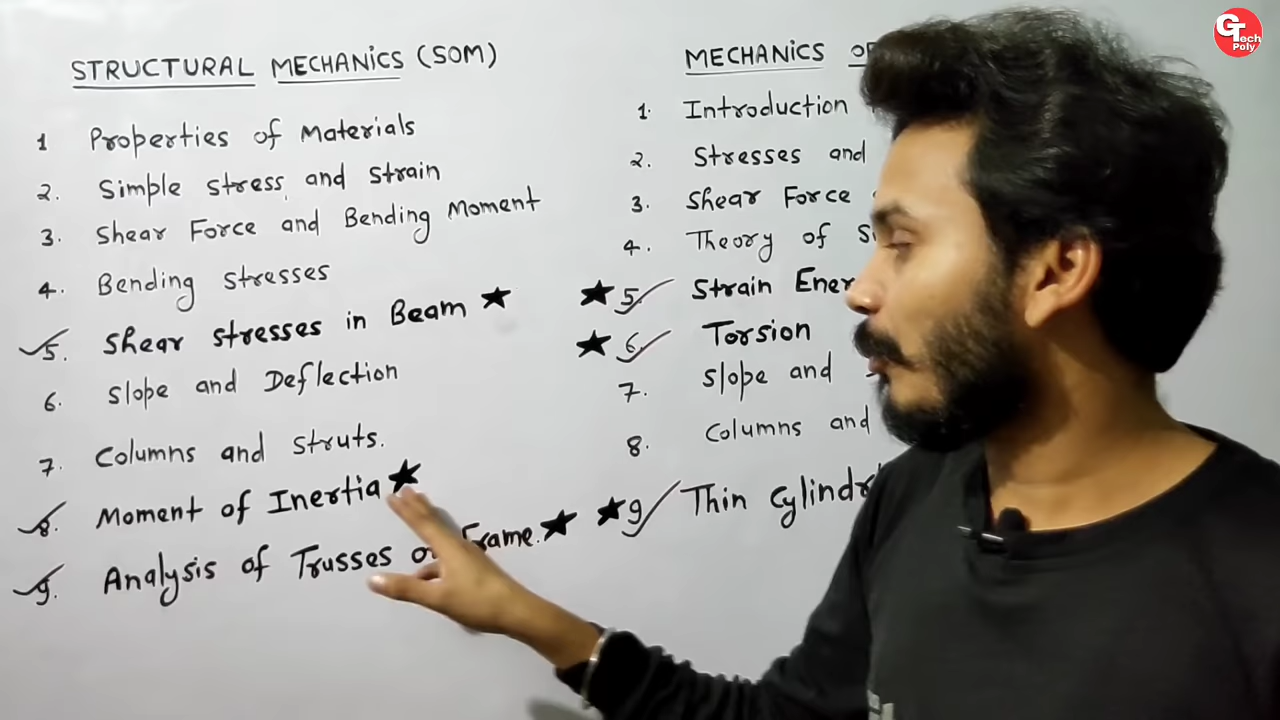 STRUCTURAL MECHANICS (SOM)
1 Properties of Materials
2. Simple stress and strain
3. Shear Force and Bending Moment
4. Bending stresses
5. Shear stresses in Beam ★
6. Slope and Deflection
7. Columns and struts.
8. Moment of Inertia ★
9. Analysis of Trusses Frame. ★
MECHANICS
1. Introduction
2. Stresses and
3. Shear Force
4. Theory of
★ 5. Strain
★ 6. Torsion
7. Slope and
8. Columns and
★ 9 Thin
GTech
Poly